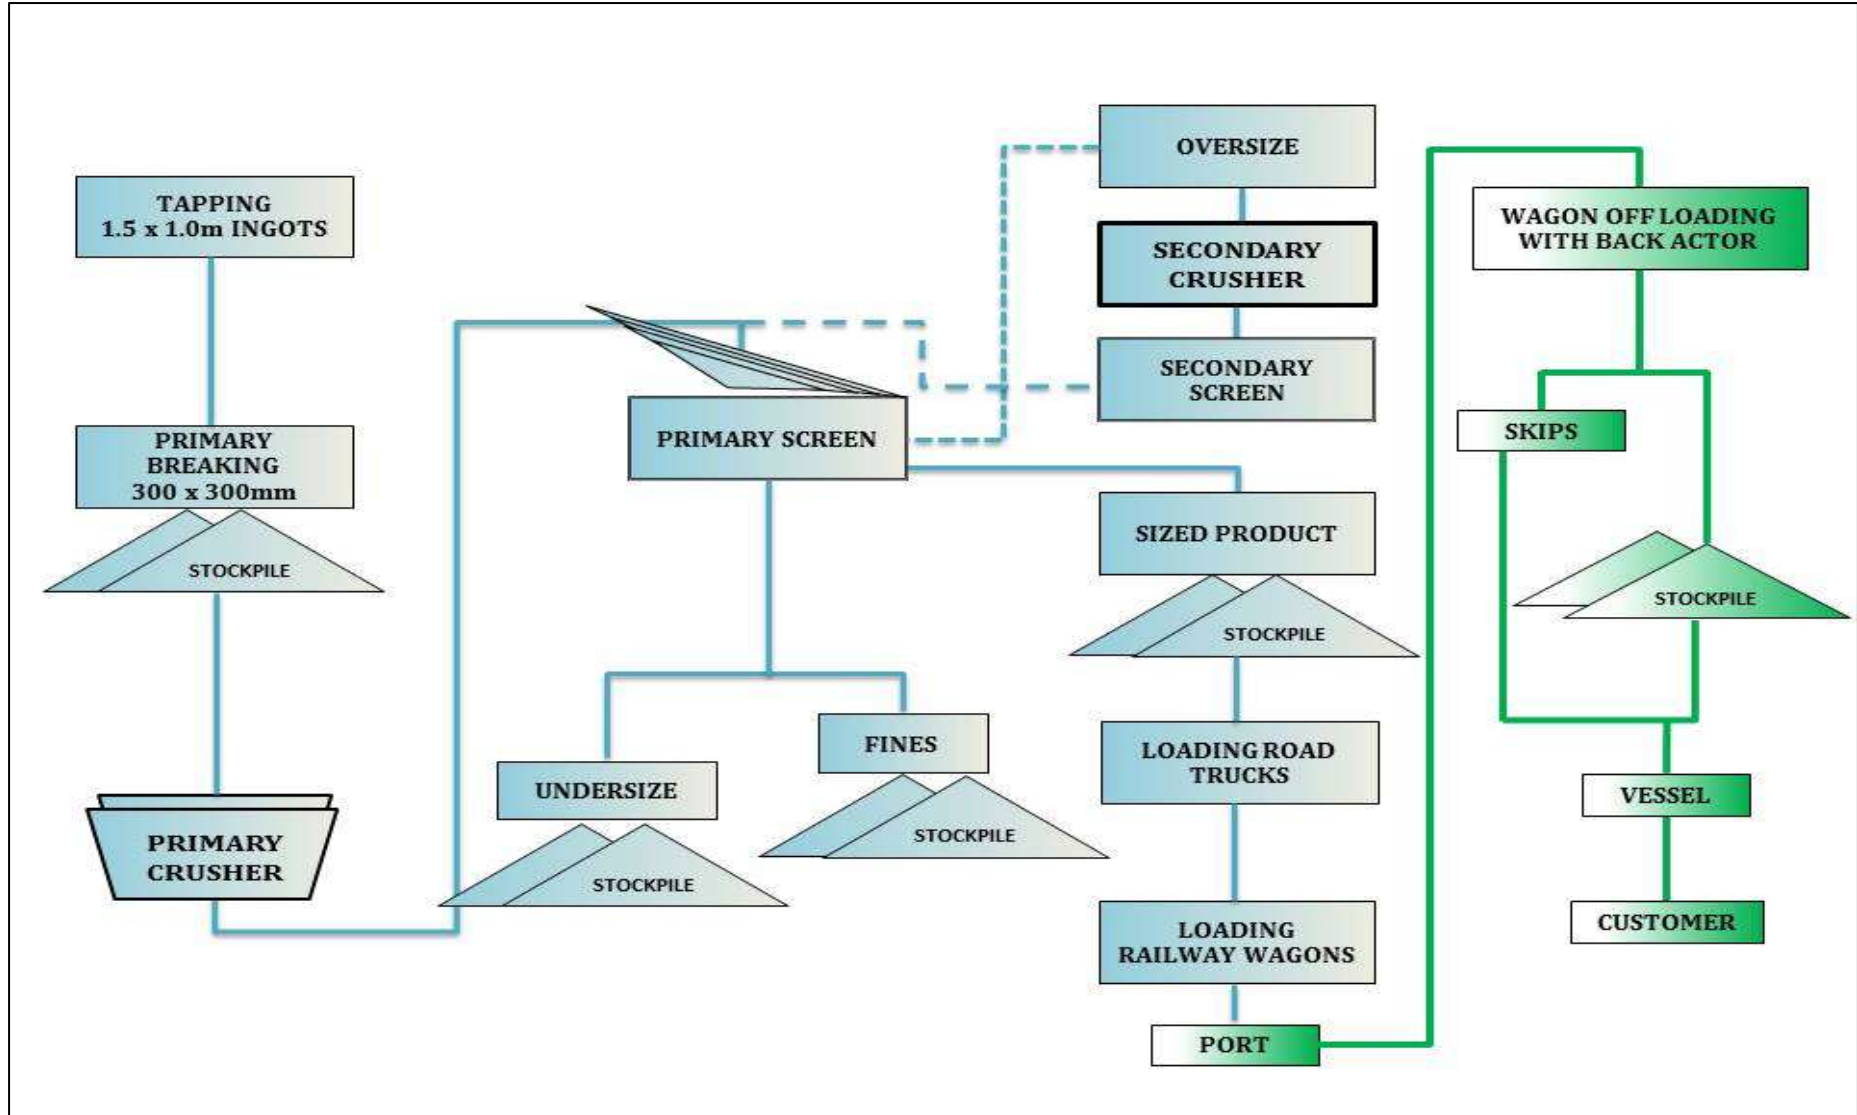 TAPPING
1.5 x 1.0m INGOTS
PRIMARY
BREAKING
300 x 300mm
STOCKPILE
PRIMARY
CRUSHER
PRIMARY SCREEN
UNDERSIZE
STOCKPILE
FINES
STOCKPILE
OVERSIZE
SECONDARY
CRUSHER
SECONDARY
SCREEN
SIZED PRODUCT
STOCKPILE
LOADING ROAD
TRUCKS
LOADING
RAILWAY WAGONS
PORT
WAGON OFF LOADING
WITH BACK ACTOR
SKIPS
STOCKPILE
VESSEL
CUSTOMER